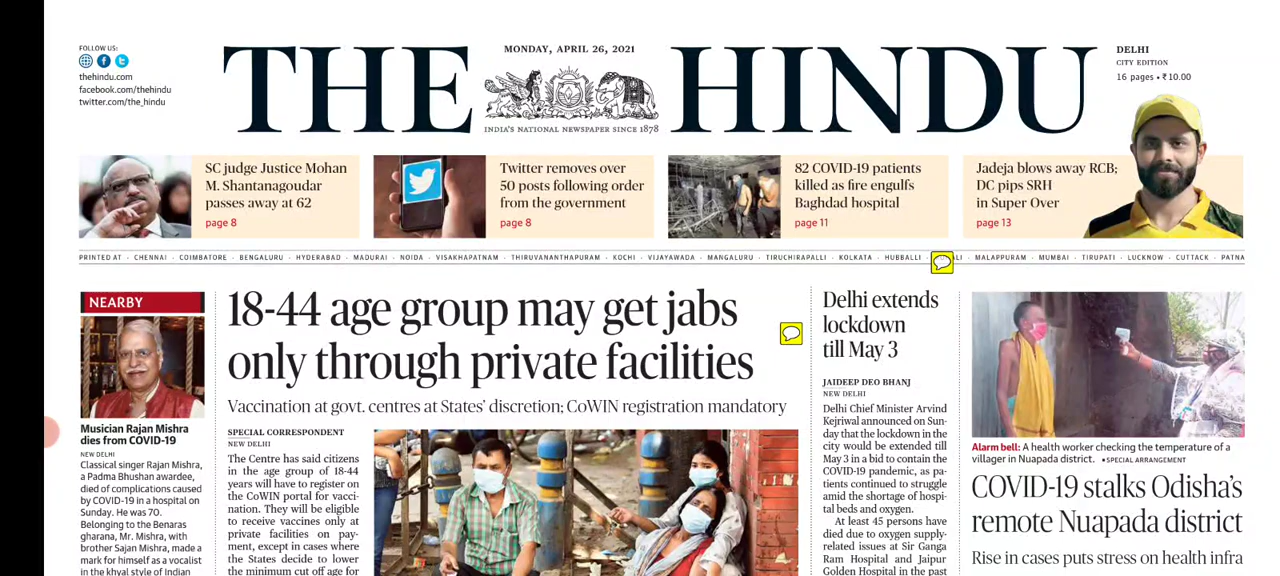 FOLLOW US:
thehindu.com
facebook.com/thehindu
twitter.com/the_hindu
MONDAY, APRIL 26, 2021
THE HINDU
INDIA'S NATIONAL NEWSPAPER SINCE 1878
DELHI
CITY EDITION
16 pages • ₹10.00
SC judge Justice Mohan
M. Shantanagoudar
passes away at 62
page 8
Twitter removes over
50 posts following order
from the government
page 8
82 COVID-19 patients
killed as fire engulfs
Baghdad hospital
page 11
Jadeja blows away RCB;
DC pips SRH
in Super Over
page 13
PRINTED AT · CHENNAI · COIMBATORE · BENGALURU · HYDERABAD · MADURAI · NOIDA · VISAKHAPATNAM · THIRUVANANTHAPURAM · KOCHI · VIJAYAWADA · MANGALURU · TIRUCHIRAPALLI · KOLKATA · HUBBALLI · · MALAPPURAM · MUMBAI · TIRUPATI · LUCKNOW · CUTTACK · PATNA
NEARBY
Musician Rajan Mishra
dies from COVID-19
NEW DELHI
Classical singer Rajan Mishra,
a Padma Bhushan awardee,
died of complications caused
by COVID-19 in a hospital on
Sunday. He was 70.
Belonging to the Benaras
gharana, Mr. Mishra, with
brother Sajan Mishra, made a
mark for himself as a vocalist
in the khyal style of Indian
18-44 age group may get jabs
only through private facilities
Vaccination at govt. centres at States' discretion; CoWIN registration mandatory
SPECIAL CORRESPONDENT
NEW DELHI
The Centre has said citizens
in the age group of 18-44
years will have to register on
the CoWIN portal for vacci-
nation. They will be eligible
to receive vaccines only at
private facilities on pay-
ment, except in cases where
the States decide to lower
the minimum cut off age for
Delhi extends
lockdown
till May 3
JAIDEEP DEO BHANJ
NEW DELHI
Delhi Chief Minister Arvind
Kejriwal announced on Sun-
day that the lockdown in the
city would be extended till
May 3 in a bid to contain the
COVID-19 pandemic, as pa-
tients continued to struggle
amid the shortage of hospi-
tal beds and oxygen.
At least 45 persons have
died due to oxygen supply-
related issues at Sir Ganga
Ram Hospital and Jaipur
Golden Hospital in the past
Alarm bell: A health worker checking the temperature of a
villager in Nuapada district. • SPECIAL ARRANGEMENT
COVID-19 stalks Odisha's
remote Nuapada district
Rise in cases puts stress on health infra